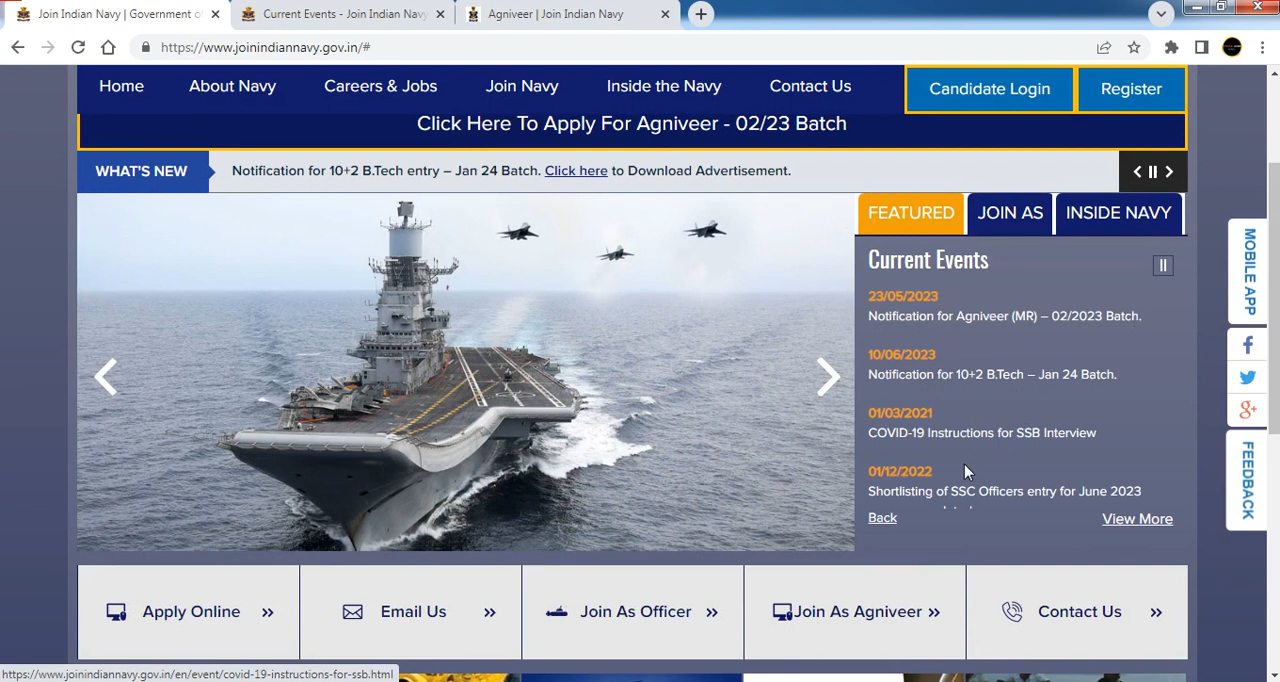 Join Indian Navy | Government of
Current Events - Join Indian Navy
Agniveer | Join Indian Navy
https://www.joinindiannavy.gov.in/#
Home
About Navy
Careers & Jobs
Join Navy
Inside the Navy
Contact Us
Candidate Login
Register
Click Here To Apply For Agniveer - 02/23 Batch
WHAT'S NEW
Notification for 10+2 B.Tech entry – Jan 24 Batch. Click here to Download Advertisement.
FEATURED
JOIN AS
INSIDE NAVY
Current Events
23/05/2023
Notification for Agniveer (MR) – 02/2023 Batch.
10/06/2023
Notification for 10+2 B.Tech – Jan 24 Batch.
01/03/2021
COVID-19 Instructions for SSB Interview
01/12/2022
Shortlisting of SSC Officers entry for June 2023
Back
View More
MOBILE APP
FEEDBACK
Apply Online
Email Us
Join As Officer
Join As Agniveer
Contact Us
https://www.joinindiannavy.gov.in/en/event/covid-19-instructions-for-ssb.html